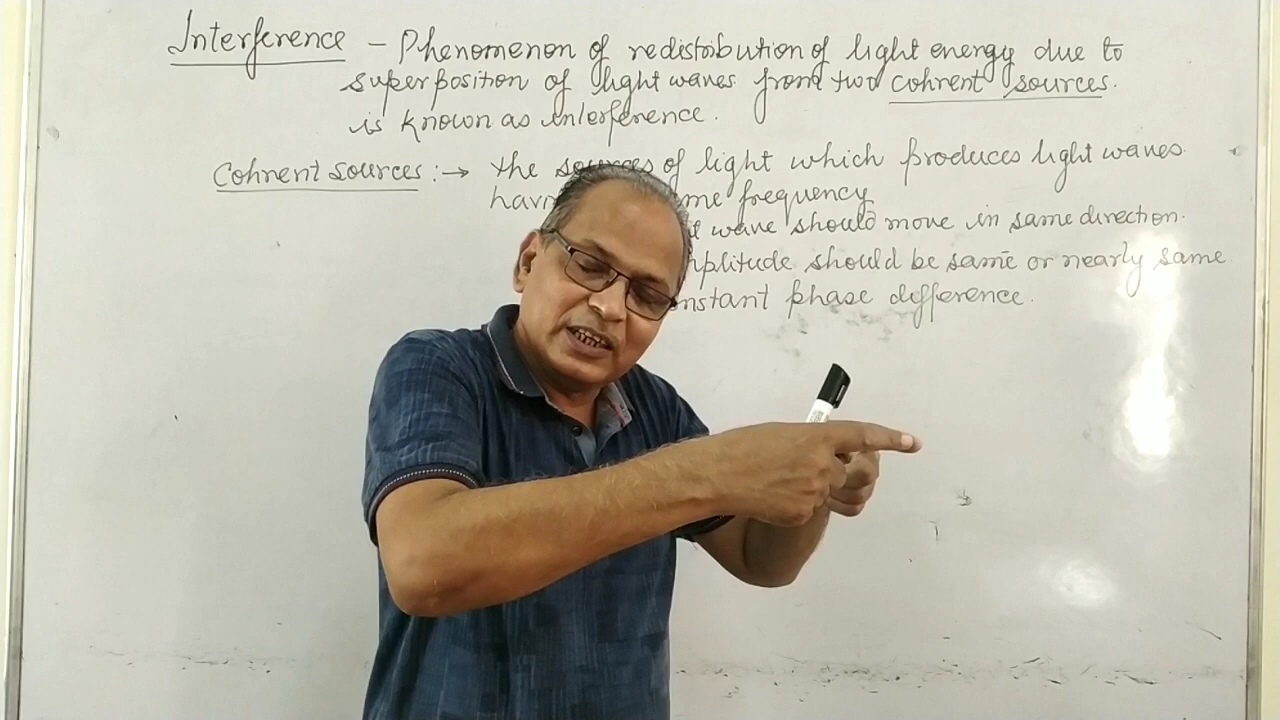 Interference - Phenomenon of redistribution of light energy due to
superposition of light waves from two cohrent sources.
is known as interference.
Cohrent sources :→ the sources of light which produces light waves
frequency
wave should move in same direction.
should be same or nearly same
phase difference.